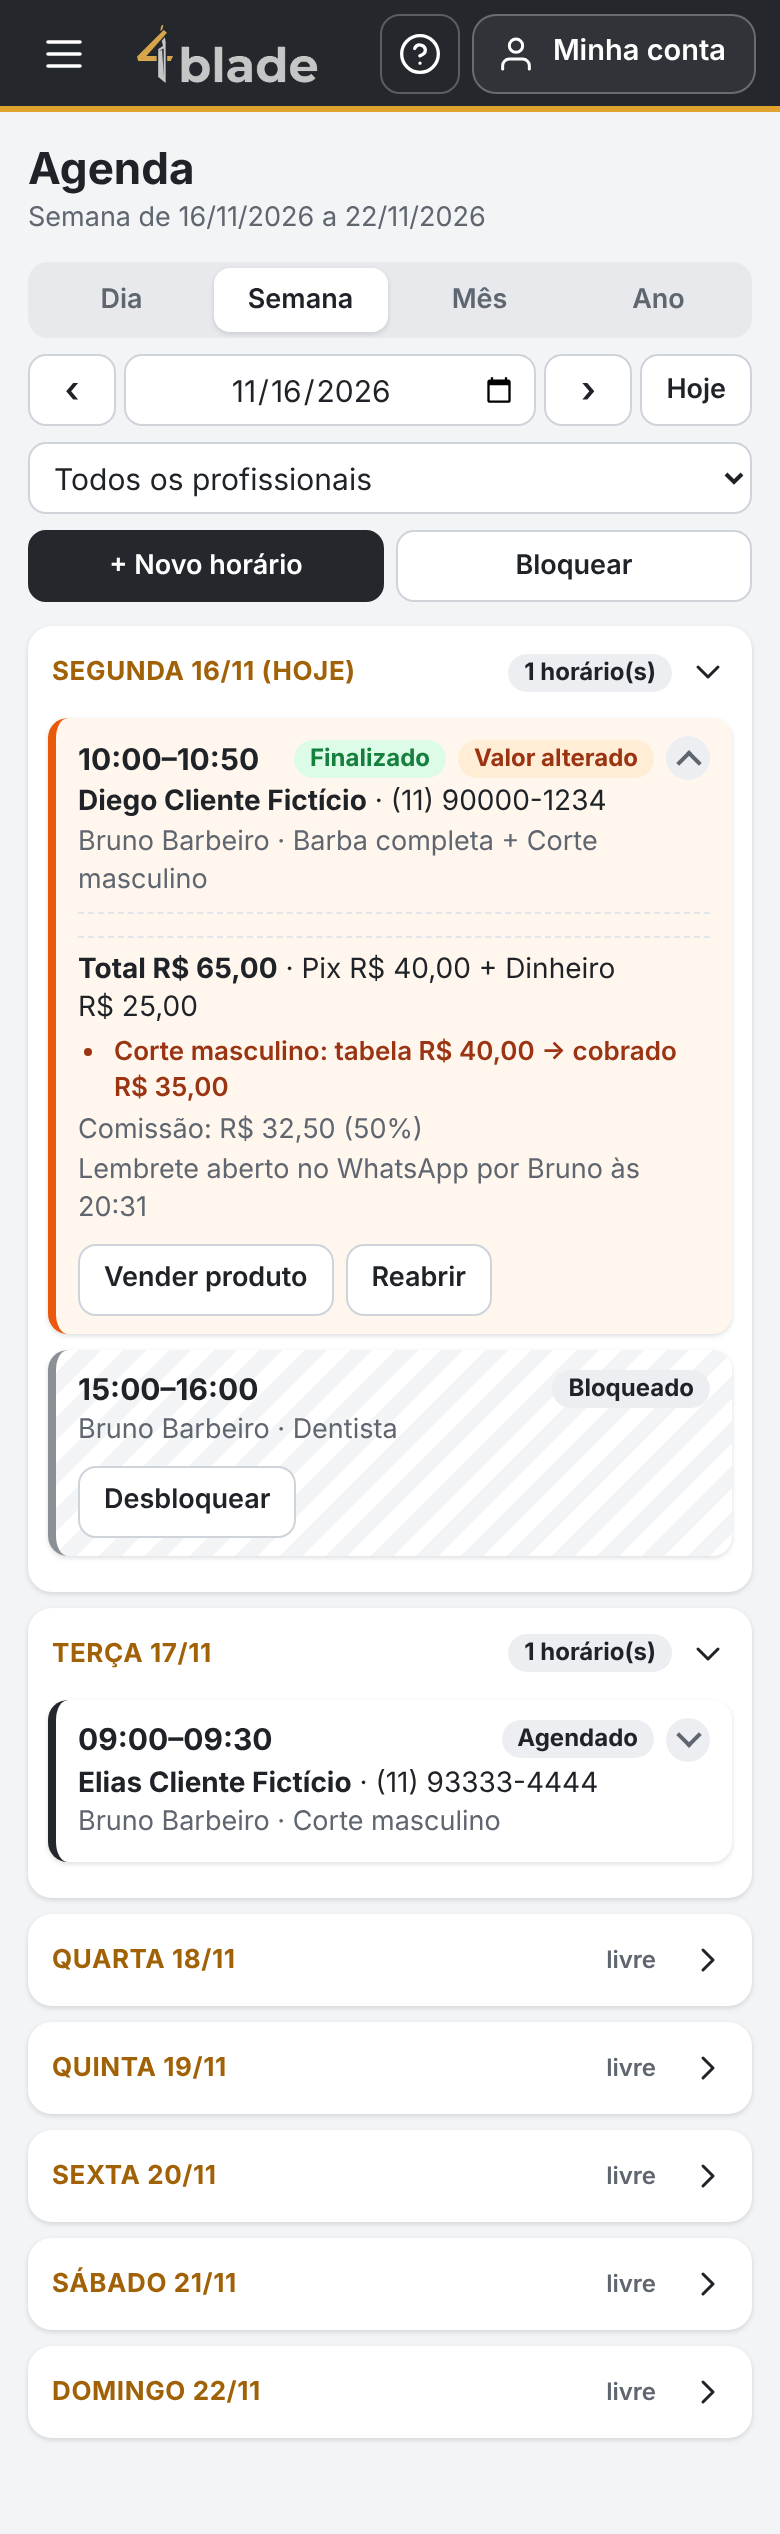 4blade
Minha conta
Agenda
Semana de 16/11/2026 a 22/11/2026
Dia Semana Mês Ano
‹ 11/16/2026 › Hoje
Todos os profissionais
+ Novo horário Bloquear
SEGUNDA 16/11 (HOJE) 1 horário(s)
10:00–10:50 Finalizado Valor alterado
Diego Cliente Fictício · (11) 90000-1234
Bruno Barbeiro · Barba completa + Corte
masculino
Total R$ 65,00 · Pix R$ 40,00 + Dinheiro
R$ 25,00
• Corte masculino: tabela R$ 40,00 → cobrado
R$ 35,00
Comissão: R$ 32,50 (50%)
Lembrete aberto no WhatsApp por Bruno às
20:31
Vender produto Reabrir
15:00–16:00 Bloqueado
Bruno Barbeiro · Dentista
Desbloquear
TERÇA 17/11 1 horário(s)
09:00–09:30 Agendado
Elias Cliente Fictício · (11) 93333-4444
Bruno Barbeiro · Corte masculino
QUARTA 18/11 livre
QUINTA 19/11 livre
SEXTA 20/11 livre
SÁBADO 21/11 livre
DOMINGO 22/11 livre